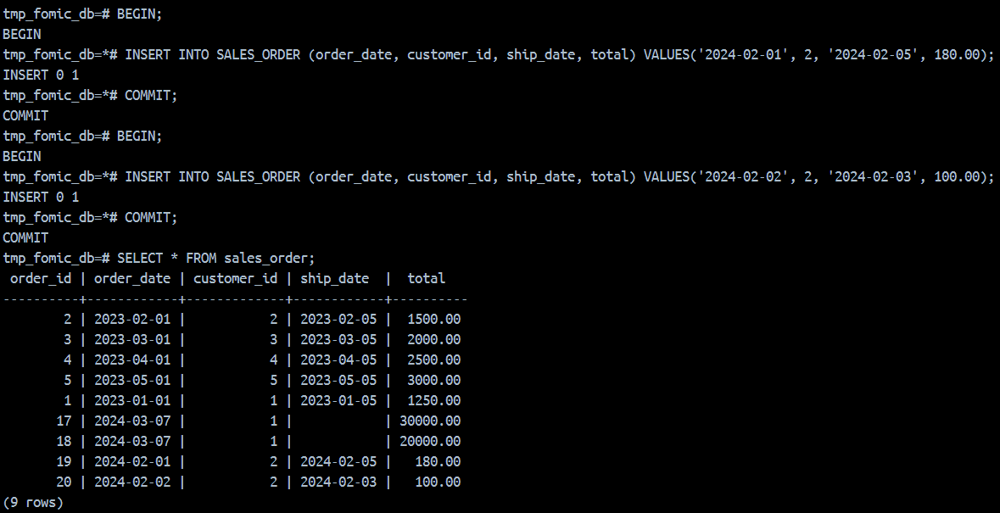 tmp_fomic_db=# BEGIN;
BEGIN
tmp_fomic_db=*# INSERT INTO SALES_ORDER (order_date, customer_id, ship_date, total) VALUES('2024-02-01', 2, '2024-02-05', 180.00);
INSERT 0 1
tmp_fomic_db=*# COMMIT;
COMMIT
tmp_fomic_db=# BEGIN;
BEGIN
tmp_fomic_db=*# INSERT INTO SALES_ORDER (order_date, customer_id, ship_date, total) VALUES('2024-02-02', 2, '2024-02-03', 100.00);
INSERT 0 1
tmp_fomic_db=*# COMMIT;
COMMIT
tmp_fomic_db=# SELECT * FROM sales_order;
 order_id | order_date | customer_id | ship_date  |  total
----------+------------+-------------+------------+----------
        2 | 2023-02-01 |           2 | 2023-02-05 |  1500.00
        3 | 2023-03-01 |           3 | 2023-03-05 |  2000.00
        4 | 2023-04-01 |           4 | 2023-04-05 |  2500.00
        5 | 2023-05-01 |           5 | 2023-05-05 |  3000.00
        1 | 2023-01-01 |           1 | 2023-01-05 |  1250.00
       17 | 2024-03-07 |           1 |            | 30000.00
       18 | 2024-03-07 |           1 |            | 20000.00
       19 | 2024-02-01 |           2 | 2024-02-05 |   180.00
       20 | 2024-02-02 |           2 | 2024-02-03 |   100.00
(9 rows)